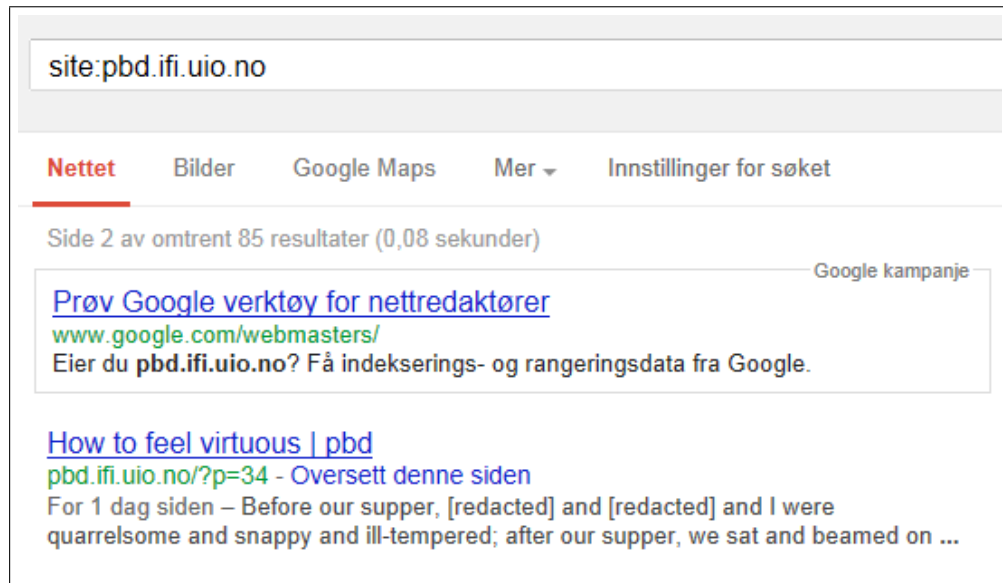 site:pbd.ifi.uio.no
Nettet Bilder Google Maps Mer Innstillinger for søket
Side 2 av omtrent 85 resultater (0,08 sekunder)
Google kampanje
Prøv Google verktøy for nettredaktører
www.google.com/webmasters/
Eier du pbd.ifi.uio.no? Få indekserings- og rangeringsdata fra Google.
How to feel virtuous | pbd
pbd.ifi.uio.no/?p=34 - Oversett denne siden
For 1 dag siden – Before our supper, [redacted] and [redacted] and I were
quarrelsome and snappy and ill-tempered; after our supper, we sat and beamed on ...